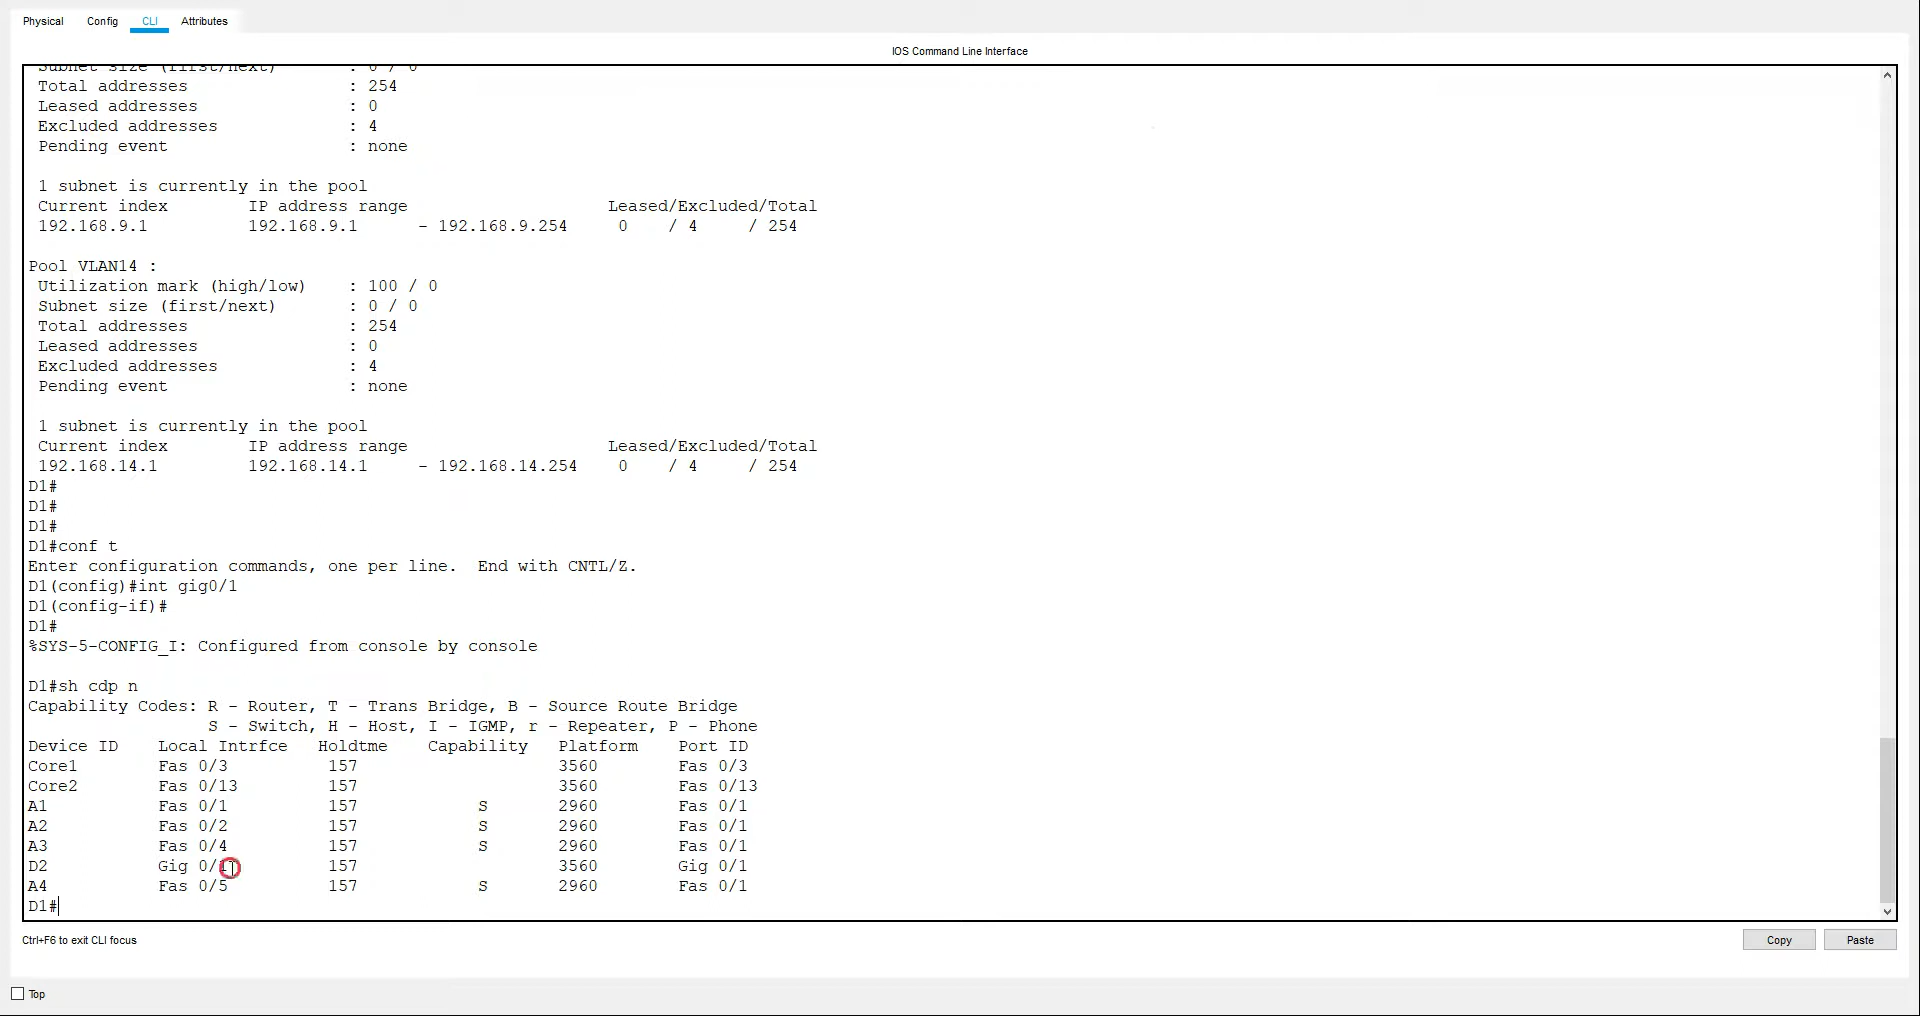 Physical Config CLI Attributes
IOS Command Line Interface
Subnet size (first/next) : 0 / 0
Total addresses : 254
Leased addresses : 0
Excluded addresses : 4
Pending event : none
1 subnet is currently in the pool
Current index IP address range Leased/Excluded/Total
192.168.9.1 192.168.9.1 - 192.168.9.254 0 / 4 / 254
Pool VLAN14 :
Utilization mark (high/low) : 100 / 0
Subnet size (first/next) : 0 / 0
Total addresses : 254
Leased addresses : 0
Excluded addresses : 4
Pending event : none
1 subnet is currently in the pool
Current index IP address range Leased/Excluded/Total
192.168.14.1 192.168.14.1 - 192.168.14.254 0 / 4 / 254
D1#
D1#
D1#
D1#conf t
Enter configuration commands, one per line. End with CNTL/Z.
D1(config)#int gig0/1
D1(config-if)#
D1#
%SYS-5-CONFIG_I: Configured from console by console
D1#sh cdp n
Capability Codes: R - Router, T - Trans Bridge, B - Source Route Bridge
S - Switch, H - Host, I - IGMP, r - Repeater, P - Phone
Device ID Local Intrfce Holdtme Capability Platform Port ID
Core1 Fas 0/3 157 3560 Fas 0/3
Core2 Fas 0/13 157 3560 Fas 0/13
A1 Fas 0/1 157 S 2960 Fas 0/1
A2 Fas 0/2 157 S 2960 Fas 0/1
A3 Fas 0/4 157 S 2960 Fas 0/1
D2 Gig 0/1 157 3560 Gig 0/1
A4 Fas 0/5 157 S 2960 Fas 0/1
D1#
Ctrl+F6 to exit CLI focus
Copy Paste
Top